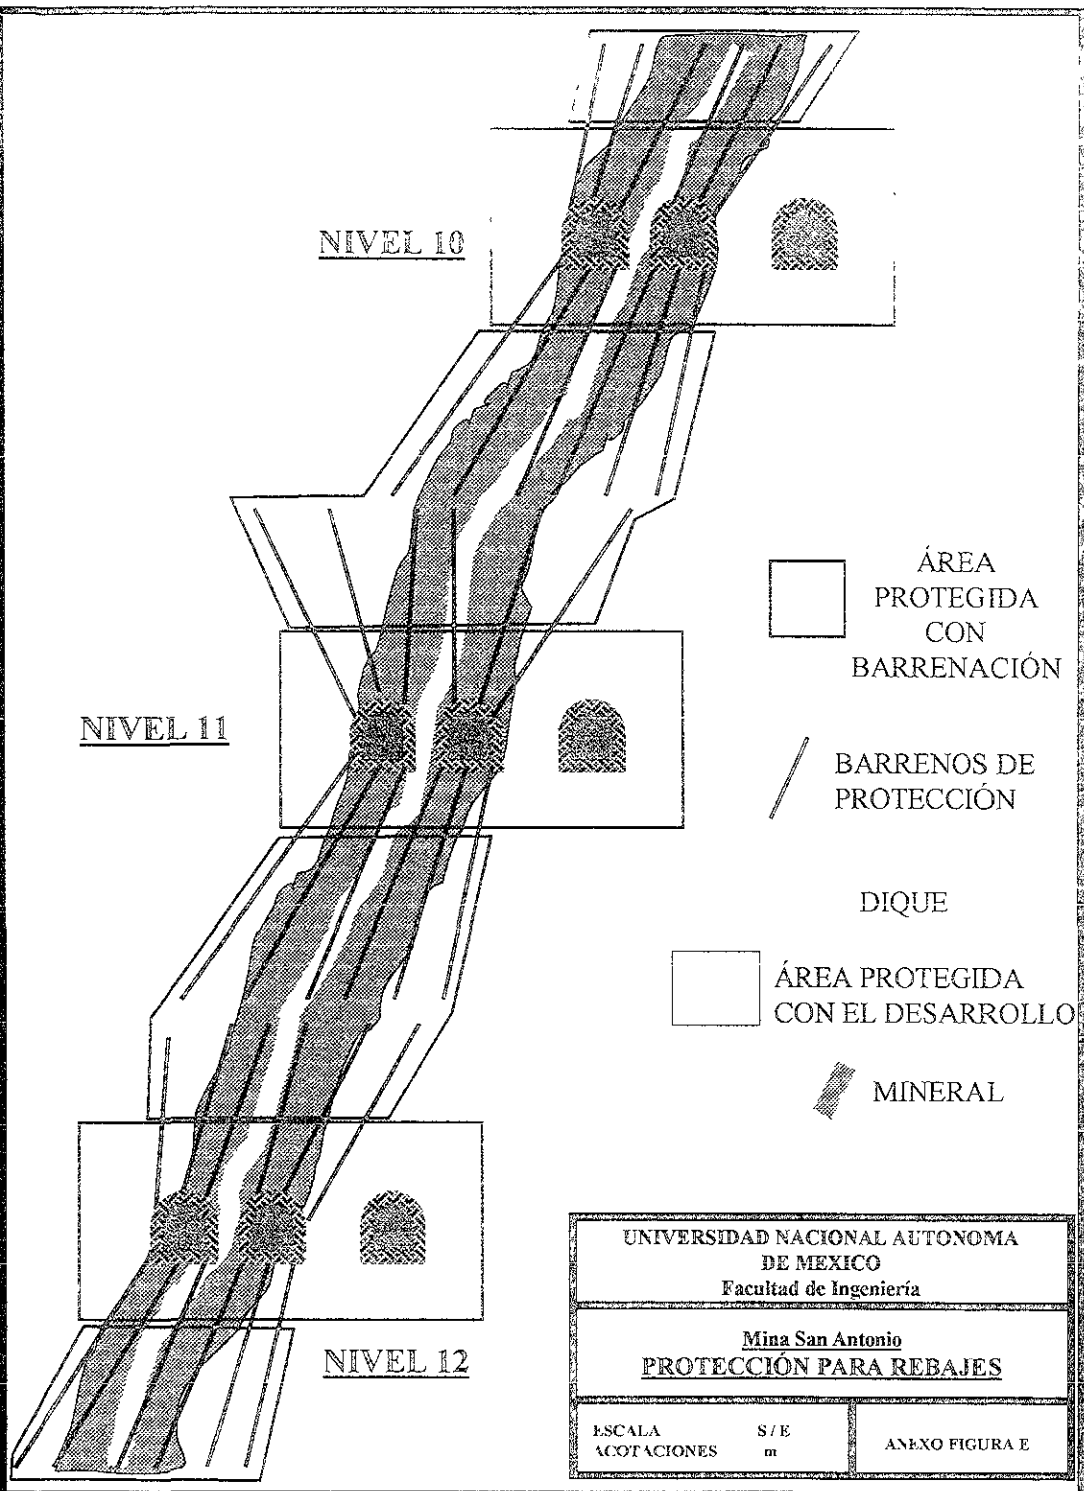 NIVEL 10
ÁREA
PROTEGIDA
CON
BARRENACIÓN
NIVEL 11
BARRENOS DE
PROTECCIÓN
DIQUE
ÁREA PROTEGIDA
CON EL DESARROLLO
MINERAL
NIVEL 12
UNIVERSIDAD NACIONAL AUTONOMA
DE MEXICO
Facultad de Ingeniería
Mina San Antonio
PROTECCIÓN PARA REBAJES
ESCALA S / E
ACOTACIONES m
ANEXO FIGURA E